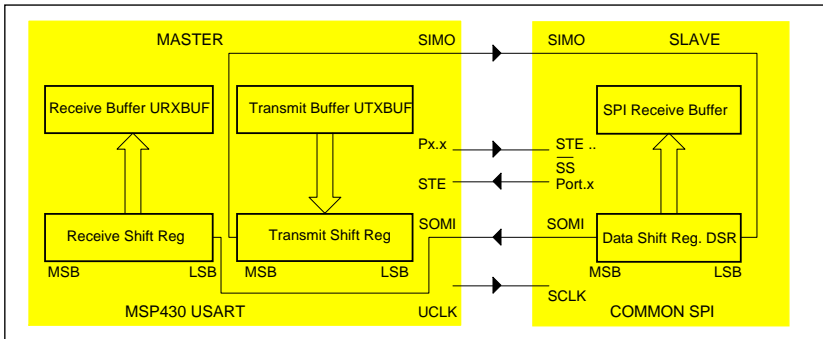 MASTER SIMO SIMO SLAVE
Receive Buffer URXBUF Transmit Buffer UTXBUF SPI Receive Buffer
Px.x STE ..
SS
STE Port.x
SOMI SOMI
Receive Shift Reg Transmit Shift Reg Data Shift Reg. DSR
MSB LSB MSB LSB MSB LSB
SCLK
MSP430 USART UCLK COMMON SPI